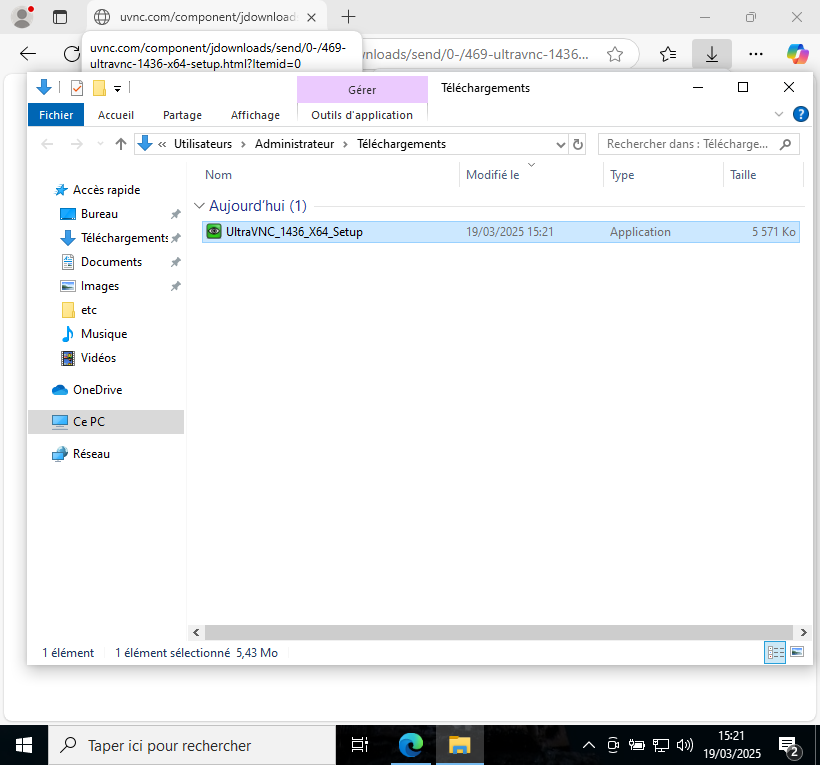 uvnc.com/component/jdownload
uvnc.com/component/jdownloads/send/0-/469-
ultravnc-1436-x64-setup.html?Itemid=0
wnloads/send/0-/469-ultravnc-1436...
Gérer
Téléchargements
Fichier
Accueil
Partage
Affichage
Outils d'application
« Utilisateurs > Administrateur > Téléchargements
Rechercher dans : Télécharge...
Nom
Modifié le
Type
Taille
Accès rapide
Bureau
Téléchargements
Documents
Images
etc
Musique
Vidéos
OneDrive
Ce PC
Réseau
Aujourd'hui (1)
UltraVNC_1436_X64_Setup
19/03/2025 15:21
Application
5 571 Ko
1 élément
1 élément sélectionné 5,43 Mo
Taper ici pour rechercher
15:21
19/03/2025
2